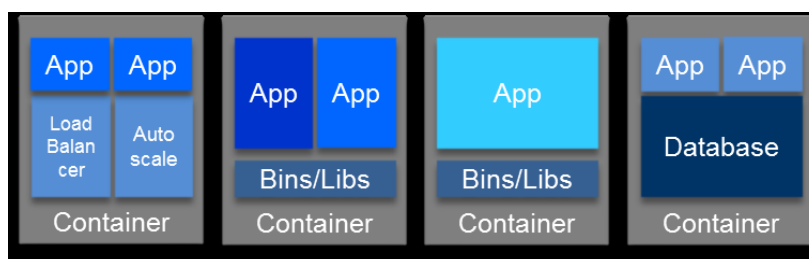 App
App
Load
Balan
cer
Auto
scale
Container
App
App
Bins/Libs
Container
App
Bins/Libs
Container
App
App
Database
Container